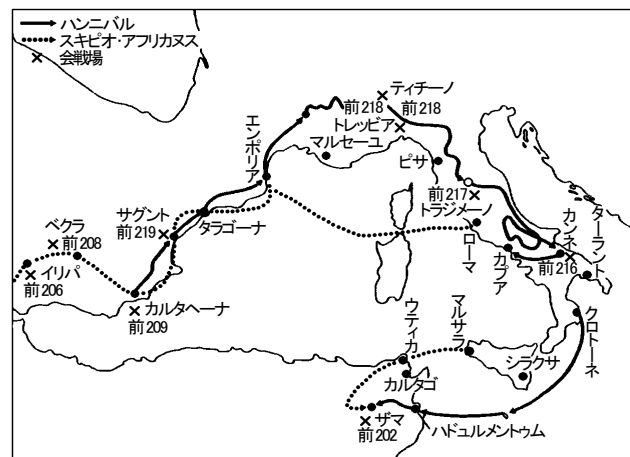 ハンニバル
スキピオ・アフリカヌス
会戦場
ティチーノ
前218
前218
トレッビア
エンポリア
マルセーユ
ピサ
前217
トラジメーノ
サグント
前219
タラゴーナ
ベクラ
前208
イリパ
前206
カルタヘーナ
前209
ローマ
カプア
カンネ
前216
ターラント
クロトーネ
ウティカ
マルサラ
シラクサ
カルタゴ
ザマ
前202
ハドュルメントゥム